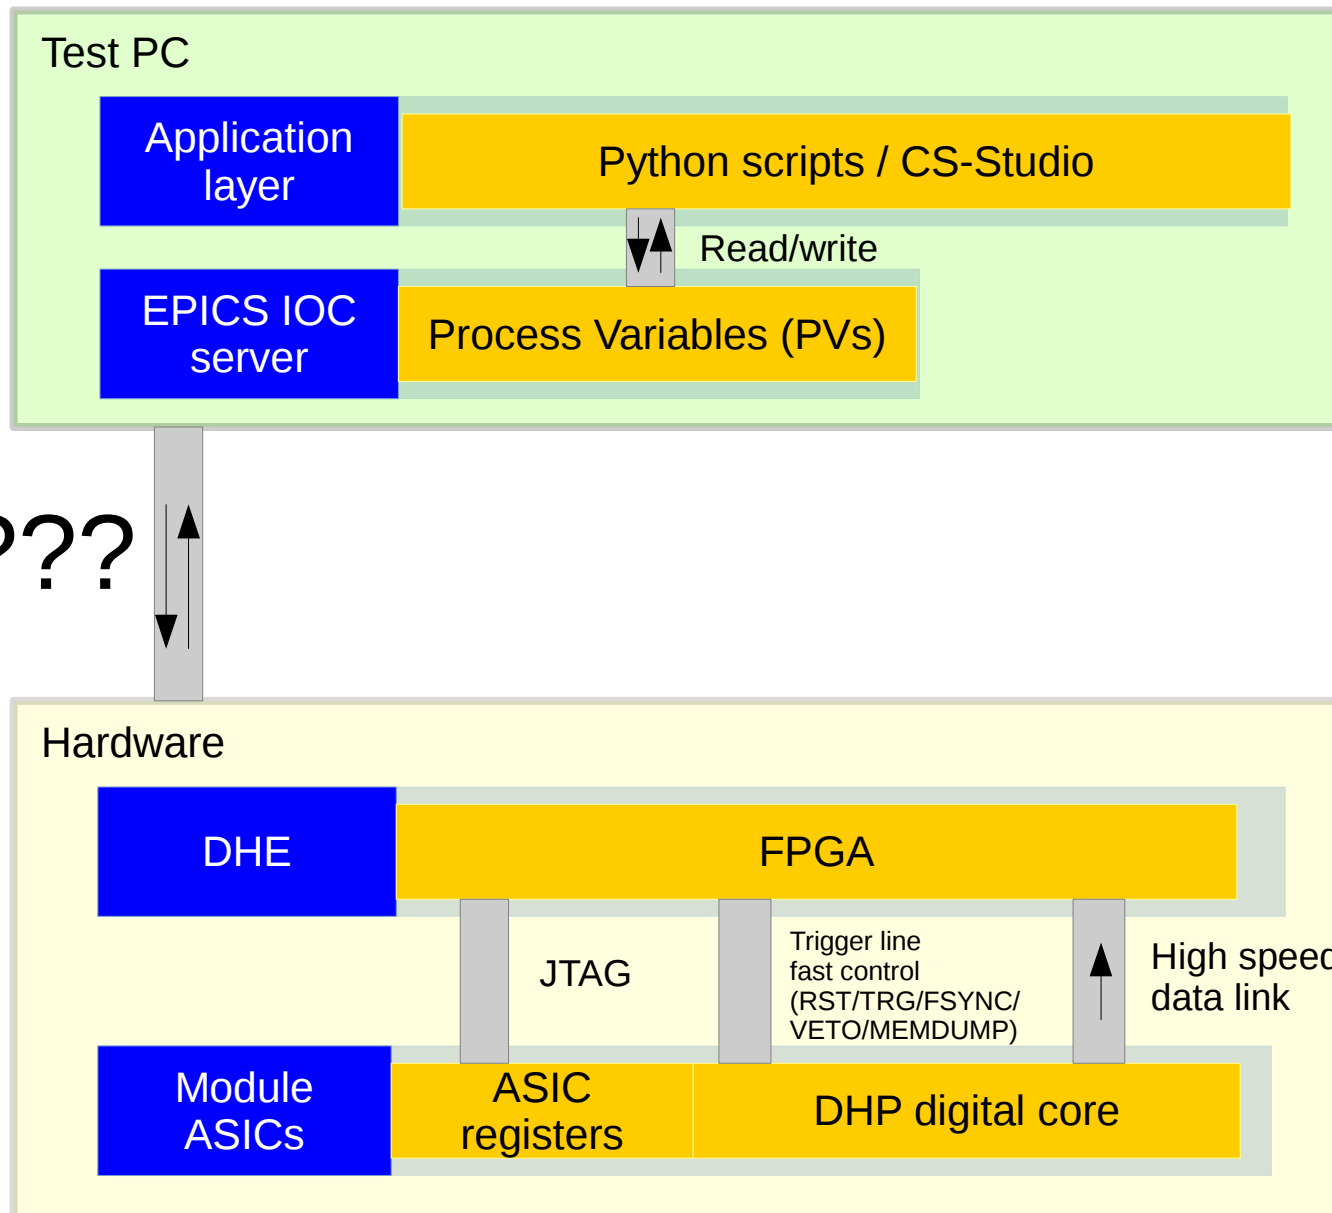 Test PC
Application
layer
Python scripts / CS-Studio
Read/write
EPICS IOC
server
Process Variables (PVs)
???
Hardware
DHE
FPGA
JTAG
Trigger line
fast control
(RST/TRG/FSYNC/
VETO/MEMDUMP)
High speed
data link
Module
ASICs
ASIC
registers
DHP digital core